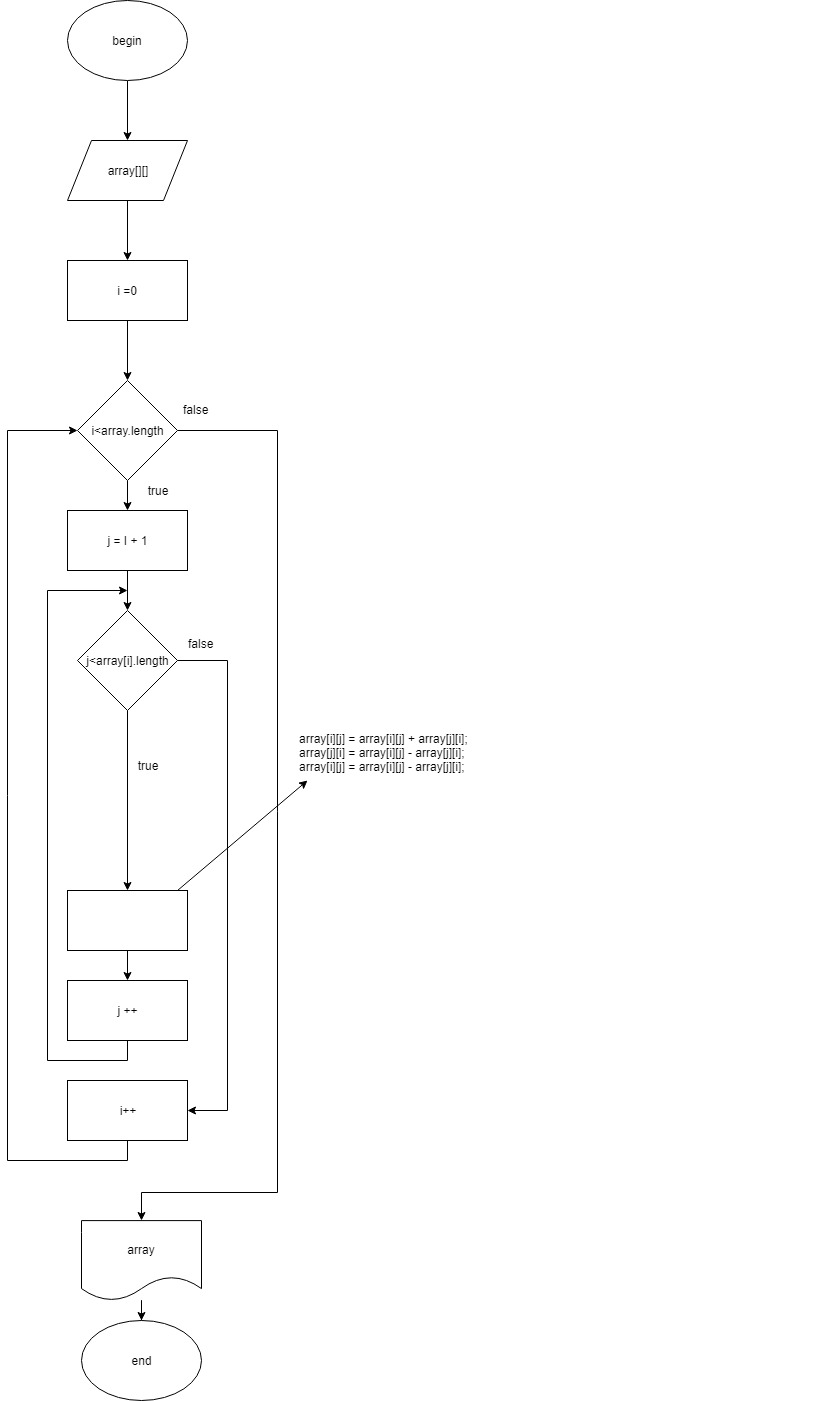 begin
array[][]
i =0
false
i<array.length
true
j = I + 1
false
j<array[i].length
array[i][j] = array[i][j] + array[j][i];
array[j][i] = array[i][j] - array[j][i];
array[i][j] = array[i][j] - array[j][i];
true
j ++
i++
array
end